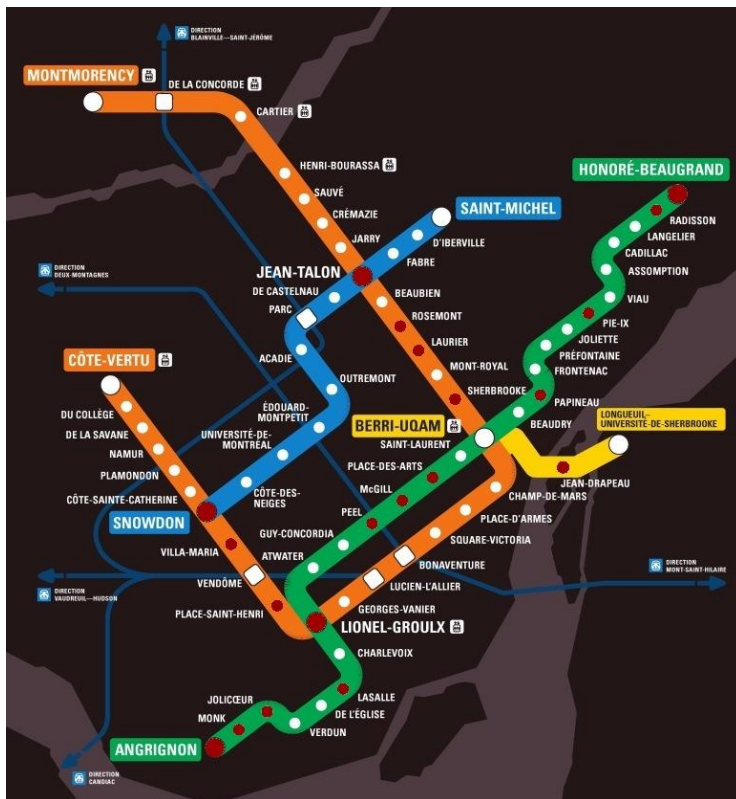 DIRECTION
BLAINVILLE—SAINT-JÉRÔME
MONTMORENCY
DE LA CONCORDE
CARTIER
HENRI-BOURASSA
SAUVÉ
CRÉMAZIE
JARRY
HONORÉ-BEAUGRAND
RADISSON
LANGELIER
CADILLAC
ASSOMPTION
VIAU
PIE-IX
JOLIETTE
PRÉFONTAINE
FRONTENAC
PAPINEAU
BEAUDRY
SAINT-MICHEL
D'IBERVILLE
FABRE
JEAN-TALON
DE CASTELNAU
PARC
ACADIE
OUTREMONT
ÉDOUARD-
MONTPETIT
UNIVERSITÉ-DE-
MONTRÉAL
CÔTE-DES-
NEIGES
DIRECTION
DEUX-MONTAGNES
BEAUBIEN
ROSEMONT
LAURIER
MONT-ROYAL
SHERBROOKE
CÔTE-VERTU
DU COLLÈGE
DE LA SAVANE
NAMUR
PLAMONDON
CÔTE-SAINTE-CATHERINE
SNOWDON
VILLA-MARIA
VENDÔME
PLACE-SAINT-HENRI
BERRI-UQAM
SAINT-LAURENT
PLACE-DES-ARTS
McGILL
PEEL
GUY-CONCORDIA
ATWATER
LONGUEUIL–
UNIVERSITÉ-DE-SHERBROOKE
JEAN-DRAPEAU
CHAMP-DE-MARS
PLACE-D'ARMES
SQUARE-VICTORIA
BONAVENTURE
LUCIEN-L'ALLIER
GEORGES-VANIER
LIONEL-GROULX
DIRECTION
MONT-SAINT-HILAIRE
DIRECTION
VAUDREUIL—HUDSON
CHARLEVOIX
LASALLE
DE L'ÉGLISE
VERDUN
JOLICŒUR
MONK
ANGRIGNON
DIRECTION
CANDIAC